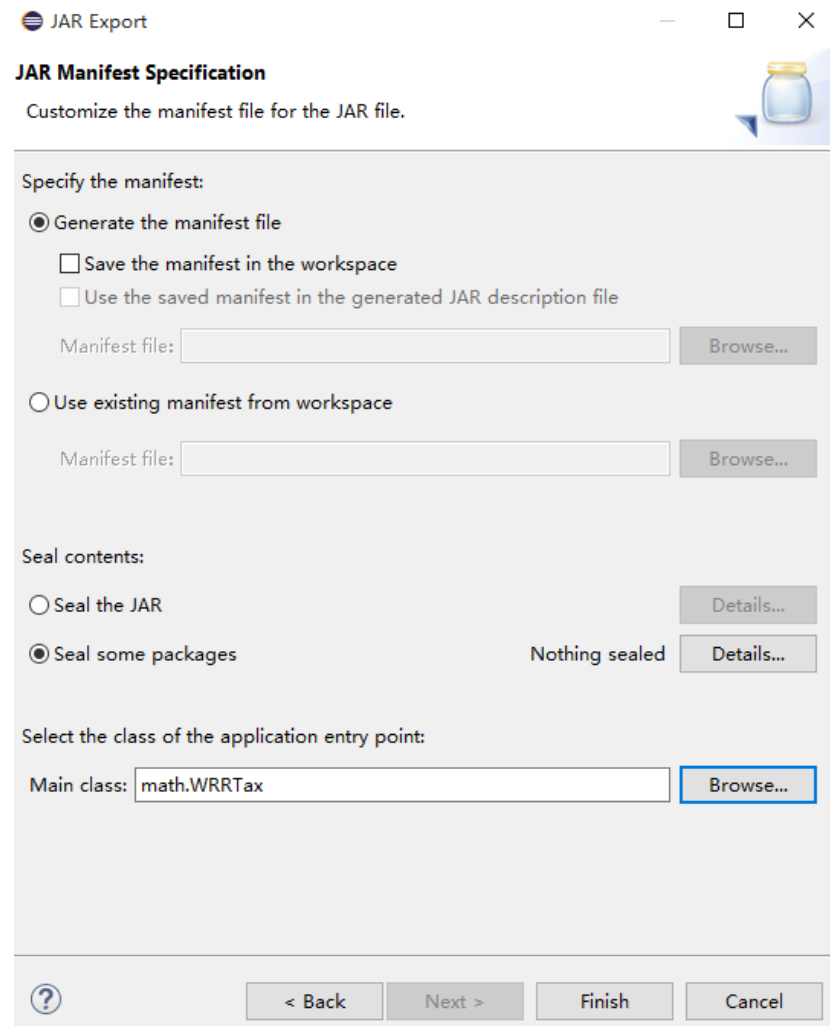 JAR Export
JAR Manifest Specification
Customize the manifest file for the JAR file.
Specify the manifest:
Generate the manifest file
Save the manifest in the workspace
Use the saved manifest in the generated JAR description file
Manifest file: Browse...
Use existing manifest from workspace
Manifest file: Browse...
Seal contents:
Seal the JAR Details...
Seal some packages Nothing sealed Details...
Select the class of the application entry point:
Main class: math.WRRTax Browse...
? < Back Next > Finish Cancel